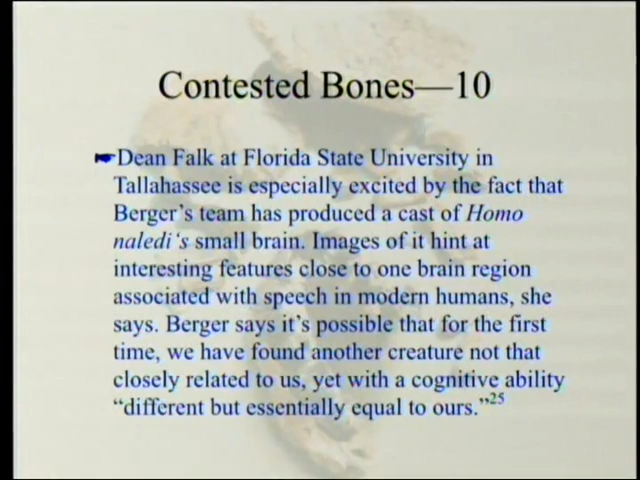 Contested Bones—10
Dean Falk at Florida State University in
Tallahassee is especially excited by the fact that
Berger's team has produced a cast of Homo
naledi's small brain. Images of it hint at
interesting features close to one brain region
associated with speech in modern humans, she
says. Berger says it's possible that for the first
time, we have found another creature not that
closely related to us, yet with a cognitive ability
“different but essentially equal to ours.”25